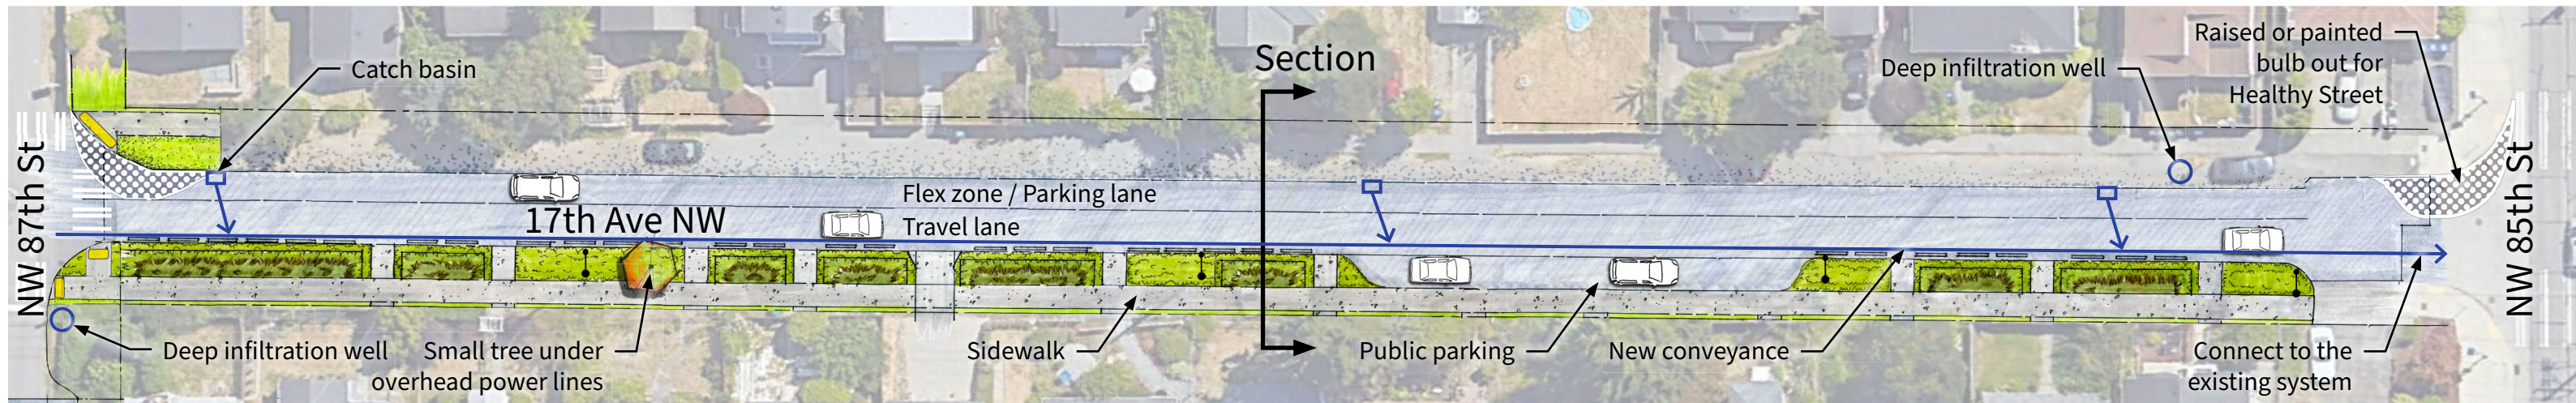 Raised or painted
bulb out for
Healthy Street
Section
Catch basin
Deep infiltration well
NW 87th St
Flex zone / Parking lane
17th Ave NW
Travel lane
NW 85th St
Deep infiltration well
Small tree under
overhead power lines
Sidewalk
Public parking
New conveyance
Connect to the
existing system